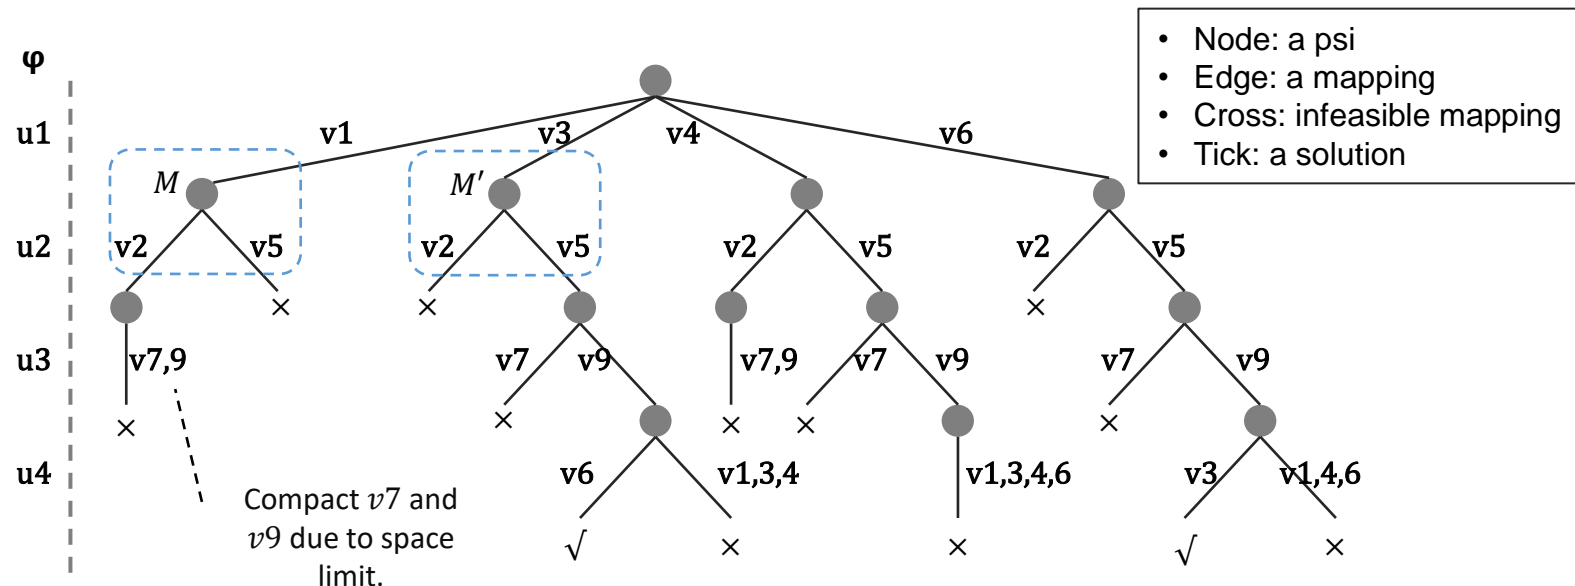 φ
• Node: a psi
• Edge: a mapping
• Cross: infeasible mapping
• Tick: a solution
u1 v1 v3 v4 v6
M M′
u2 v2 v5 v2 v5 v2 v5 v2 v5
× × ×
u3 v7,9 v7 v9 v7,9 v7 v9 v7 v9
× × × × ×
u4 v6 v1,3,4 v1,3,4,6 v3 v1,4,6
Compact v7 and
v9 due to space
limit.
√ × × √ ×